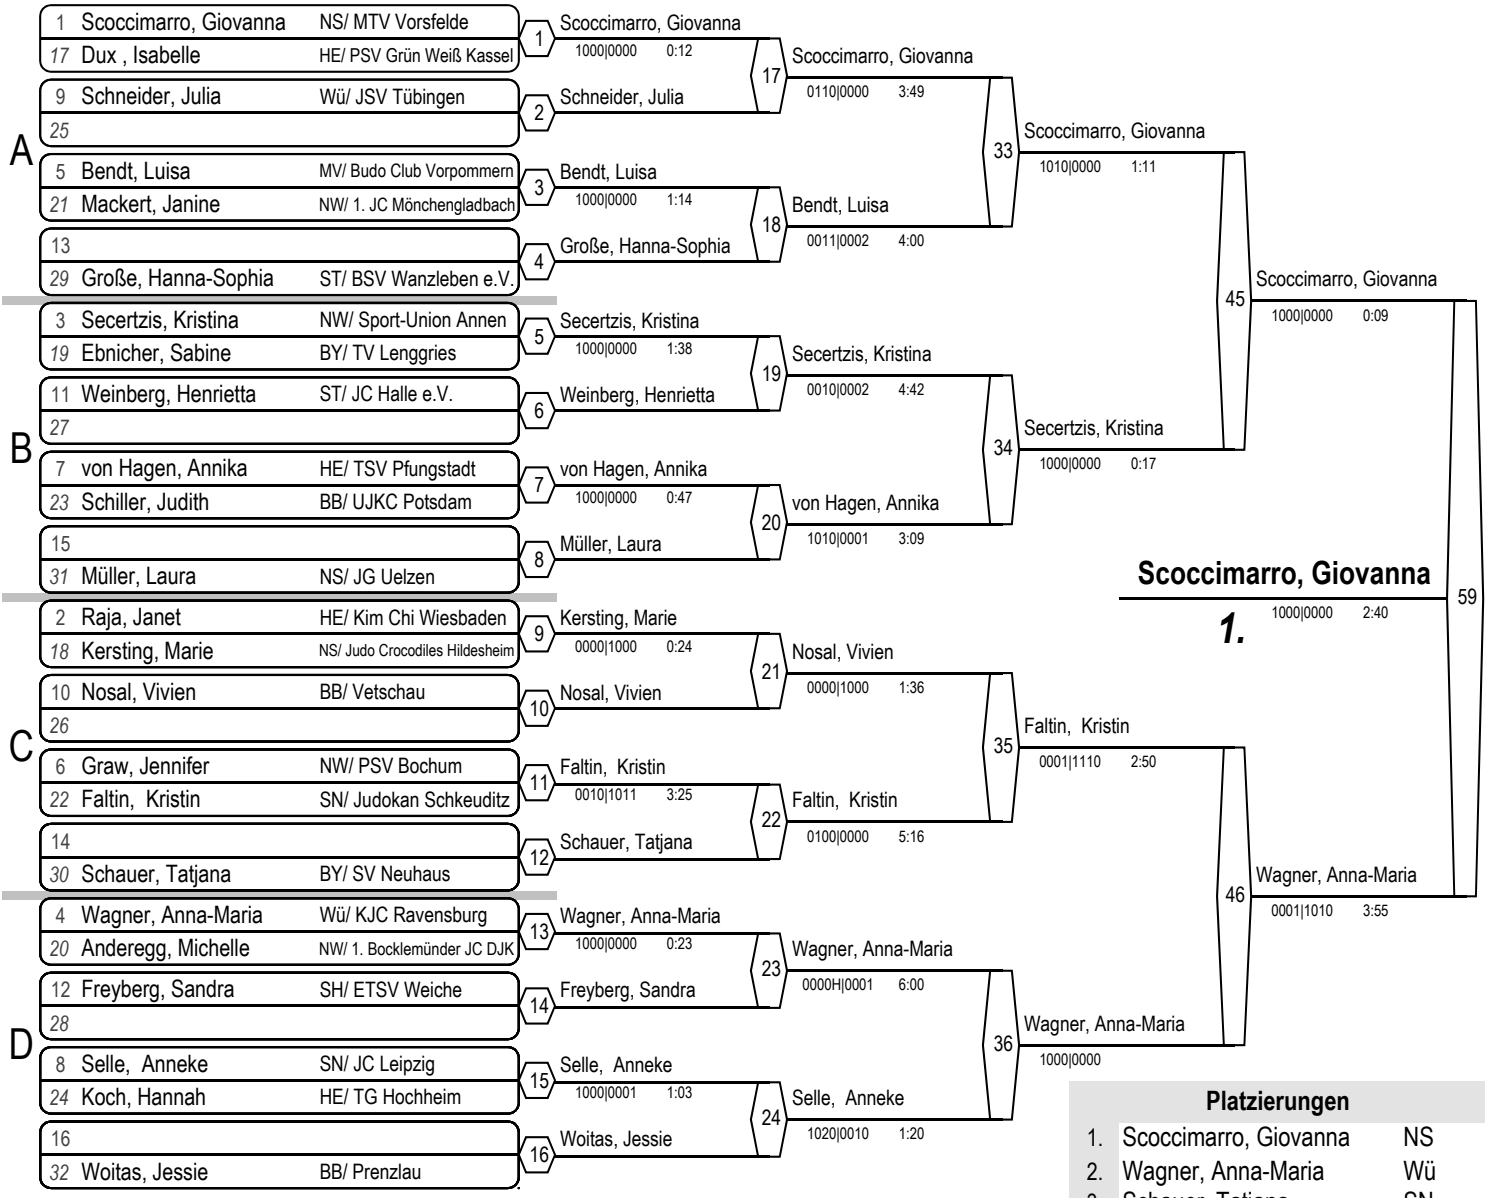 1 Scoccimarro, Giovanna NS/ MTV Vorsfelde
17 Dux , Isabelle HE/ PSV Grün Weiß Kassel
9 Schneider, Julia Wü/ JSV Tübingen
25
A
5 Bendt, Luisa MV/ Budo Club Vorpommern
21 Mackert, Janine NW/ 1. JC Mönchengladbach
13
29 Große, Hanna-Sophia ST/ BSV Wanzleben e.V.
3 Secertzis, Kristina NW/ Sport-Union Annen
19 Ebnicher, Sabine BY/ TV Lenggries
11 Weinberg, Henrietta ST/ JC Halle e.V.
27
B
7 von Hagen, Annika HE/ TSV Pfungstadt
23 Schiller, Judith BB/ UJKC Potsdam
15
31 Müller, Laura NS/ JG Uelzen
2 Raja, Janet HE/ Kim Chi Wiesbaden
18 Kersting, Marie NS/ Judo Crocodiles Hildesheim
10 Nosal, Vivien BB/ Vetschau
26
C
6 Graw, Jennifer NW/ PSV Bochum
22 Faltin, Kristin SN/ Judokan Schkeuditz
14
30 Schauer, Tatjana BY/ SV Neuhaus
4 Wagner, Anna-Maria Wü/ KJC Ravensburg
20 Anderegg, Michelle NW/ 1. Bocklemünder JC DJK
12 Freyberg, Sandra SH/ ETSV Weiche
28
D
8 Selle, Anneke SN/ JC Leipzig
24 Koch, Hannah HE/ TG Hochheim
16
32 Woitas, Jessie BB/ Prenzlau
1 Scoccimarro, Giovanna
1000|0000 0:12
2 Schneider, Julia
3 Bendt, Luisa
1000|0000 1:14
4 Große, Hanna-Sophia
5 Secertzis, Kristina
1000|0000 1:38
6 Weinberg, Henrietta
7 von Hagen, Annika
1000|0000 0:47
8 Müller, Laura
9 Kersting, Marie
0000|1000 0:24
10 Nosal, Vivien
11 Faltin, Kristin
0010|1011 3:25
12 Schauer, Tatjana
13 Wagner, Anna-Maria
1000|0000 0:23
14 Freyberg, Sandra
15 Selle, Anneke
1000|0001 1:03
16 Woitas, Jessie
17 Scoccimarro, Giovanna
0110|0000 3:49
18 Bendt, Luisa
0011|0002 4:00
19 Secertzis, Kristina
0010|0002 4:42
20 von Hagen, Annika
1010|0001 3:09
21 Nosal, Vivien
0000|1000 1:36
22 Faltin, Kristin
0100|0000 5:16
23 Wagner, Anna-Maria
0000H|0001 6:00
24 Selle, Anneke
1020|0010 1:20
33 Scoccimarro, Giovanna
1010|0000 1:11
34 Secertzis, Kristina
1000|0000 0:17
35 Faltin, Kristin
0001|1110 2:50
36 Wagner, Anna-Maria
1000|0000
45 Scoccimarro, Giovanna
1000|0000 0:09
46 Wagner, Anna-Maria
0001|1010 3:55
Scoccimarro, Giovanna 59
1. 1000|0000 2:40
Platzierungen
1. Scoccimarro, Giovanna NS
2. Wagner, Anna-Maria Wü